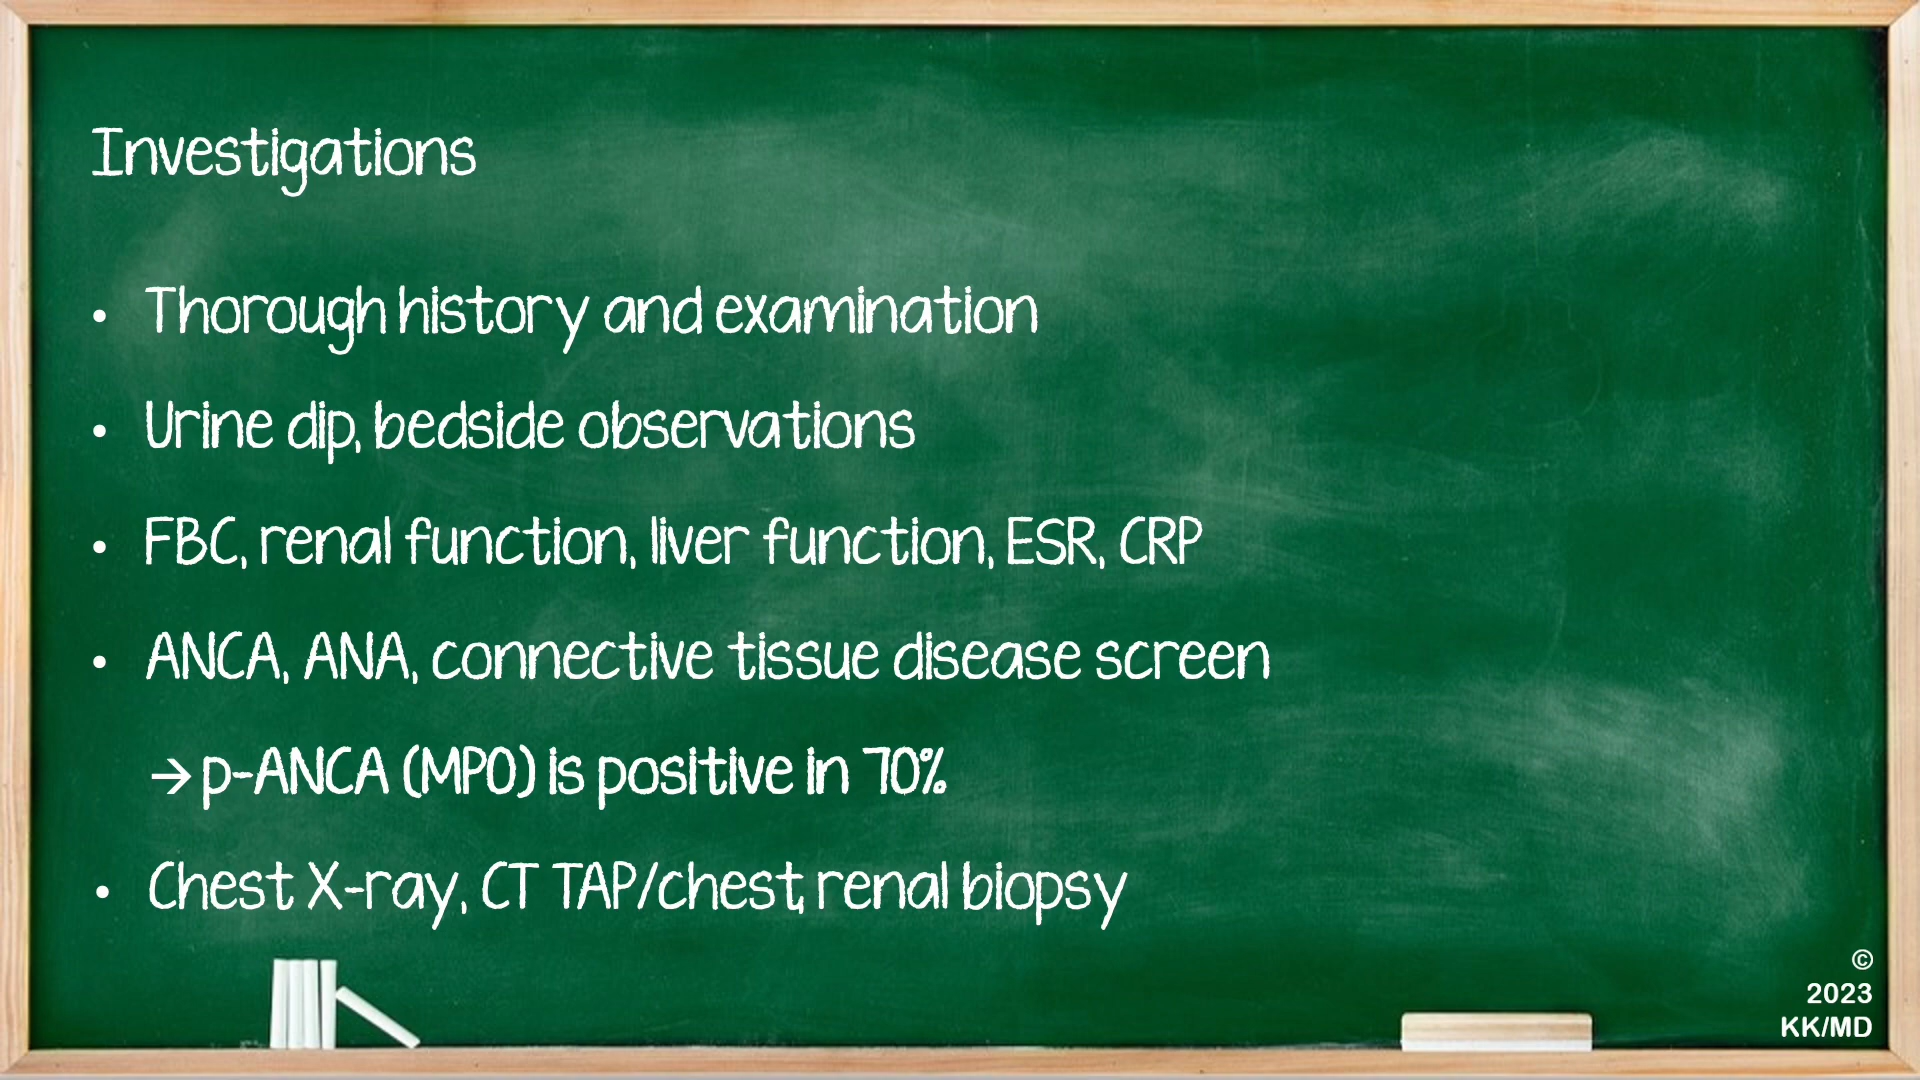 Investigations
• Thorough history and examination
• Urine dip, bedside observations
• FBC, renal function, liver function, ESR, CRP
• ANCA, ANA, connective tissue disease screen
→ p-ANCA (MPO) is positive in 70%
• Chest X-ray, CT TAP/chest, renal biopsy
©
2023
KK/MD